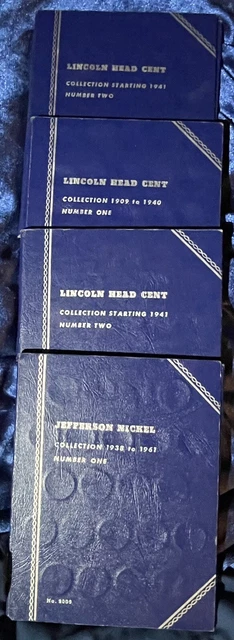 LINCOLN HEAD CENT
COLLECTION STARTING 1941
NUMBER TWO
LINCOLN HEAD CENT
COLLECTION 1909 to 1940
NUMBER ONE
LINCOLN HEAD CENT
COLLECTION STARTING 1941
NUMBER TWO
JEFFERSON NICKEL
COLLECTION 1938 to 1961
NUMBER ONE
No.